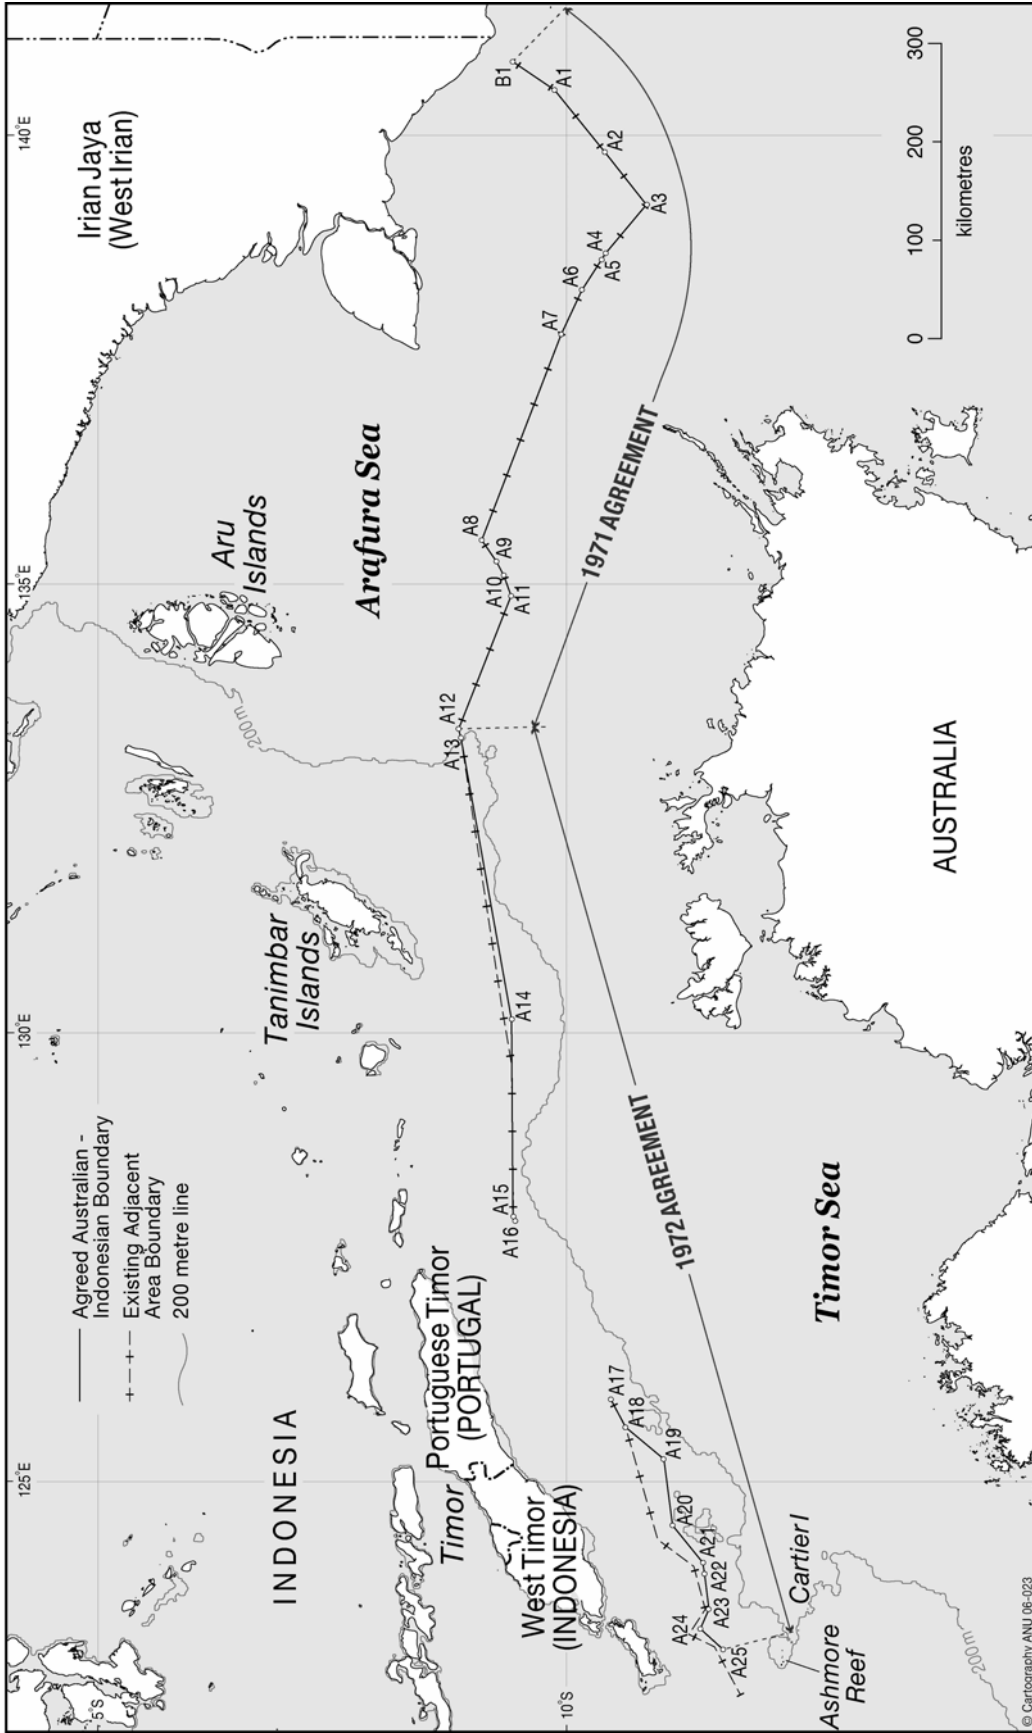 125°E
130°E
135°E
140°E
5°S
10°S
Agreed Australian -
Indonesian Boundary
Existing Adjacent
Area Boundary
200 metre line
INDONESIA
Tanimbar
Islands
Aru
Islands
Irian Jaya
(West Irian)
200m
Arafura Sea
Timor
Portuguese Timor
(PORTUGAL)
West Timor
(INDONESIA)
A25
A24
A23
A22
A21
A20
A19
A18
A17
A16
A15
A14
A13
A12
A11
A10
A9
A8
A7
A6
A5
A4
A3
A2
A1
B1
1972 AGREEMENT
1971 AGREEMENT
Ashmore
Reef
Cartier I
Timor Sea
AUSTRALIA
200m
0
100
200
300
kilometres
© Cartography ANU 06-023